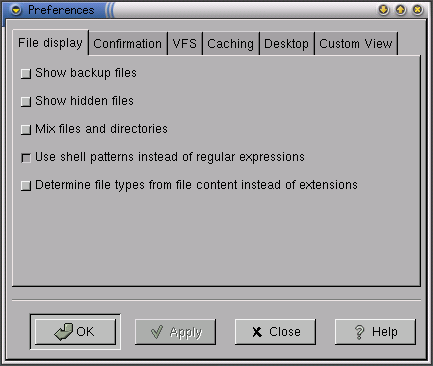 Preferences
File display Confirmation VFS Caching Desktop Custom View
Show backup files
Show hidden files
Mix files and directories
Use shell patterns instead of regular expressions
Determine file types from file content instead of extensions
OK Apply Close Help